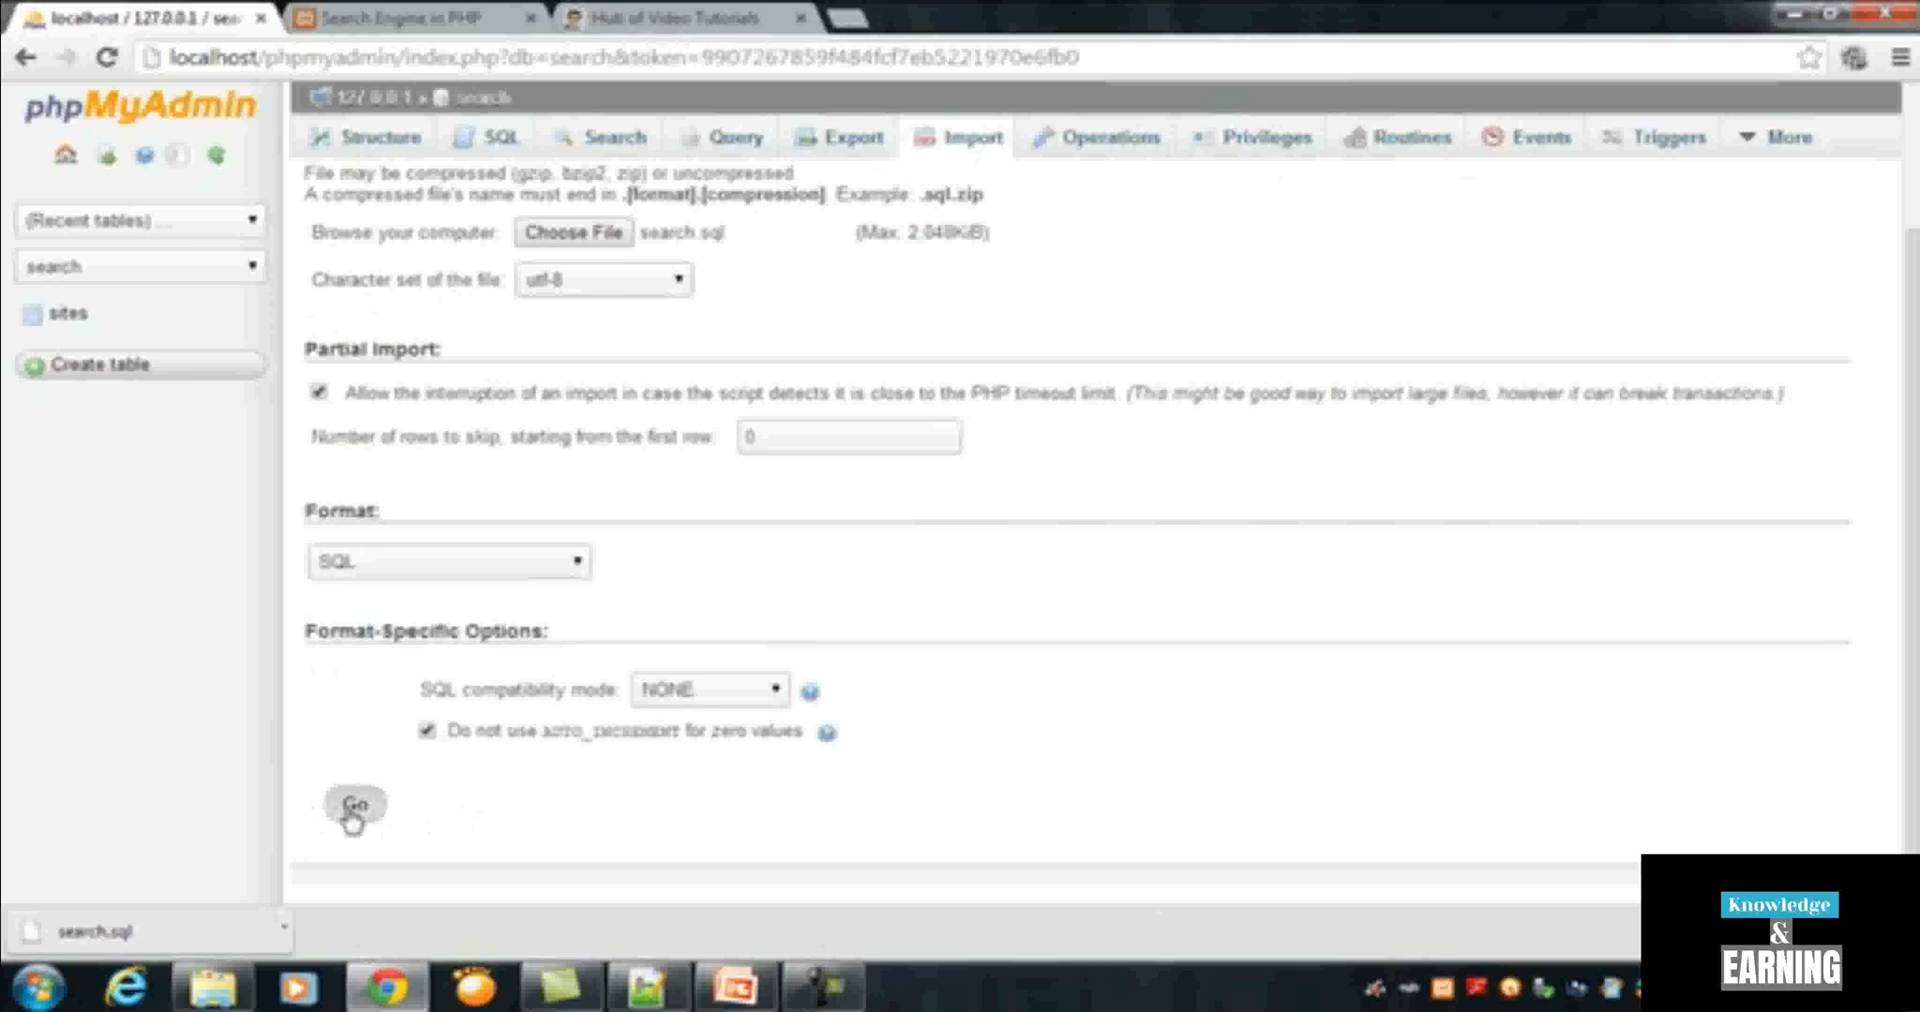 localhost / 127.0.0.1 / sea
Search Engine in PHP
Hub of Video Tutorials
localhost/phpmyadmin/index.php?db=search&token=9907267859f484fcf7eb5221970e6fb0
phpMyAdmin
127.0.0.1 » search
Structure SQL Search Query Export Import Operations Privileges Routines Events Triggers More
File may be compressed (gzip, bzip2, zip) or uncompressed.
A compressed file's name must end in .[format].[compression]. Example: .sql.zip
(Recent tables) ...
Browse your computer: Choose File search.sql (Max: 2,048KiB)
search
Character set of the file: utf-8
sites
Create table
Partial Import:
Allow the interruption of an import in case the script detects it is close to the PHP timeout limit. (This might be good way to import large files, however it can break transactions.)
Number of rows to skip, starting from the first row: 0
Format:
SQL
Format-Specific Options:
SQL compatibility mode: NONE
Do not use AUTO_INCREMENT for zero values
Go
search.sql
Knowledge
&
EARNING